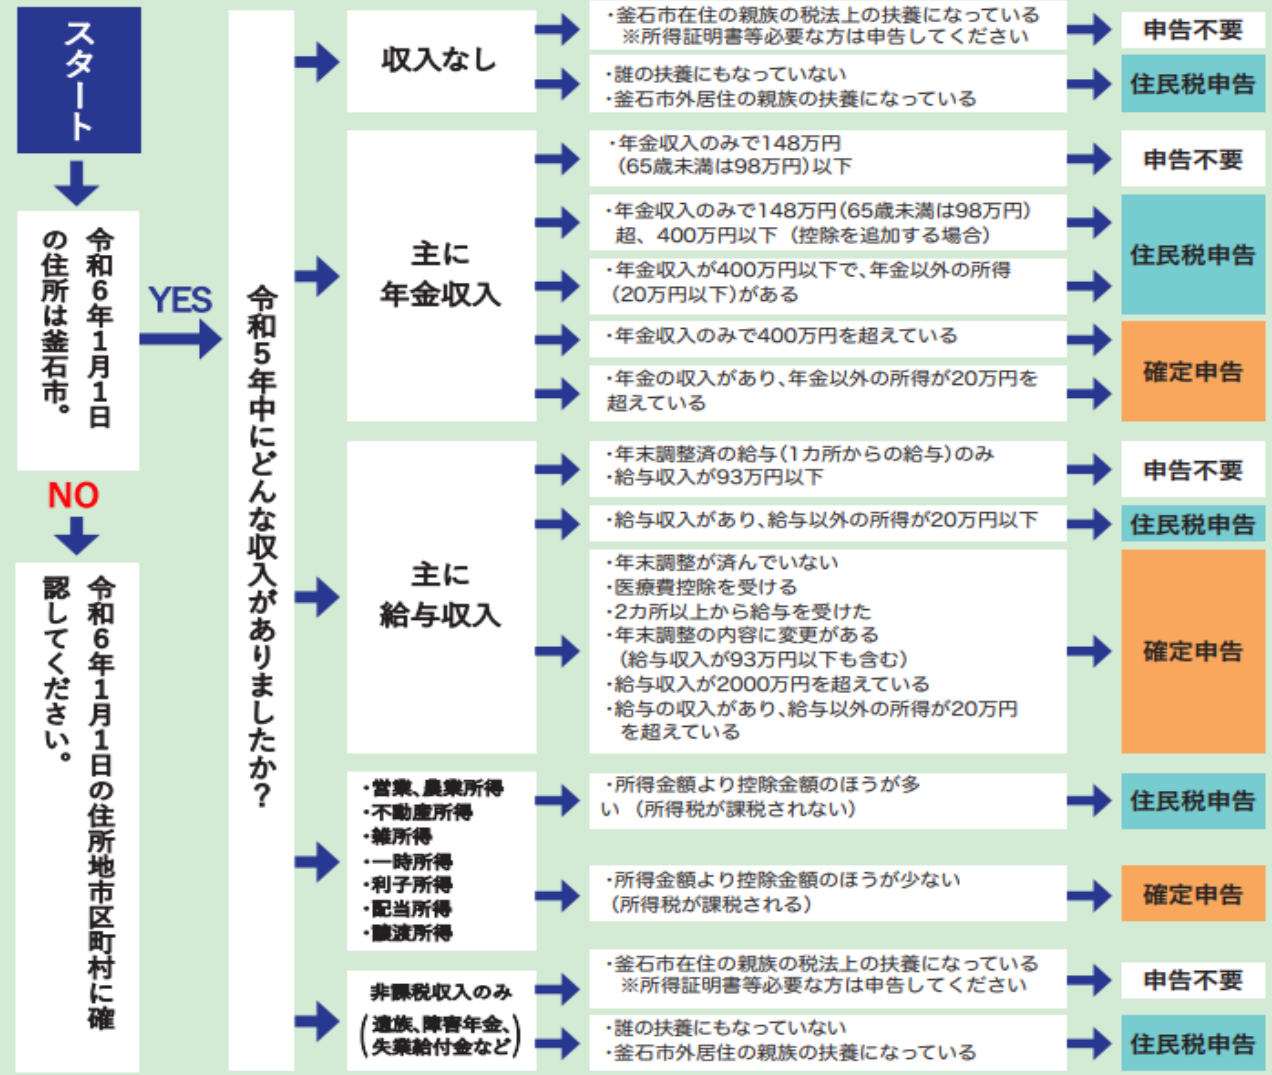 スタート
令和6年1月1日
の住所は釜石市。
YES
NO
令和6年1月1日の住所地市区町村に確
認してください。
令和5年中にどんな収入がありましたか？
収入なし
・釜石市在住の親族の税法上の扶養になっている
※所得証明書等必要な方は申告してください
申告不要
・誰の扶養にもなっていない
・釜石市外居住の親族の扶養になっている
住民税申告
主に
年金収入
・年金収入のみで148万円
（65歳未満は98万円）以下
申告不要
・年金収入のみで148万円（65歳未満は98万円）
超、400万円以下（控除を追加する場合）
・年金収入が400万円以下で、年金以外の所得
（20万円以下）がある
住民税申告
・年金収入のみで400万円を超えている
・年金の収入があり、年金以外の所得が20万円を
超えている
確定申告
主に
給与収入
・年末調整済の給与（1カ所からの給与）のみ
・給与収入が93万円以下
申告不要
・給与収入があり、給与以外の所得が20万円以下
住民税申告
・年末調整が済んでいない
・医療費控除を受ける
・2カ所以上から給与を受けた
・年末調整の内容に変更がある
（給与収入が93万円以下も含む）
・給与収入が2000万円を超えている
・給与の収入があり、給与以外の所得が20万円
を超えている
確定申告
・営業、農業所得
・不動産所得
・雑所得
・一時所得
・利子所得
・配当所得
・譲渡所得
・所得金額より控除金額のほうが多
い（所得税が課税されない）
住民税申告
・所得金額より控除金額のほうが少ない
（所得税が課税される）
確定申告
非課税収入のみ
（遺族、障害年金、
失業給付金など）
・釜石市在住の親族の税法上の扶養になっている
※所得証明書等必要な方は申告してください
申告不要
・誰の扶養にもなっていない
・釜石市外居住の親族の扶養になっている
住民税申告